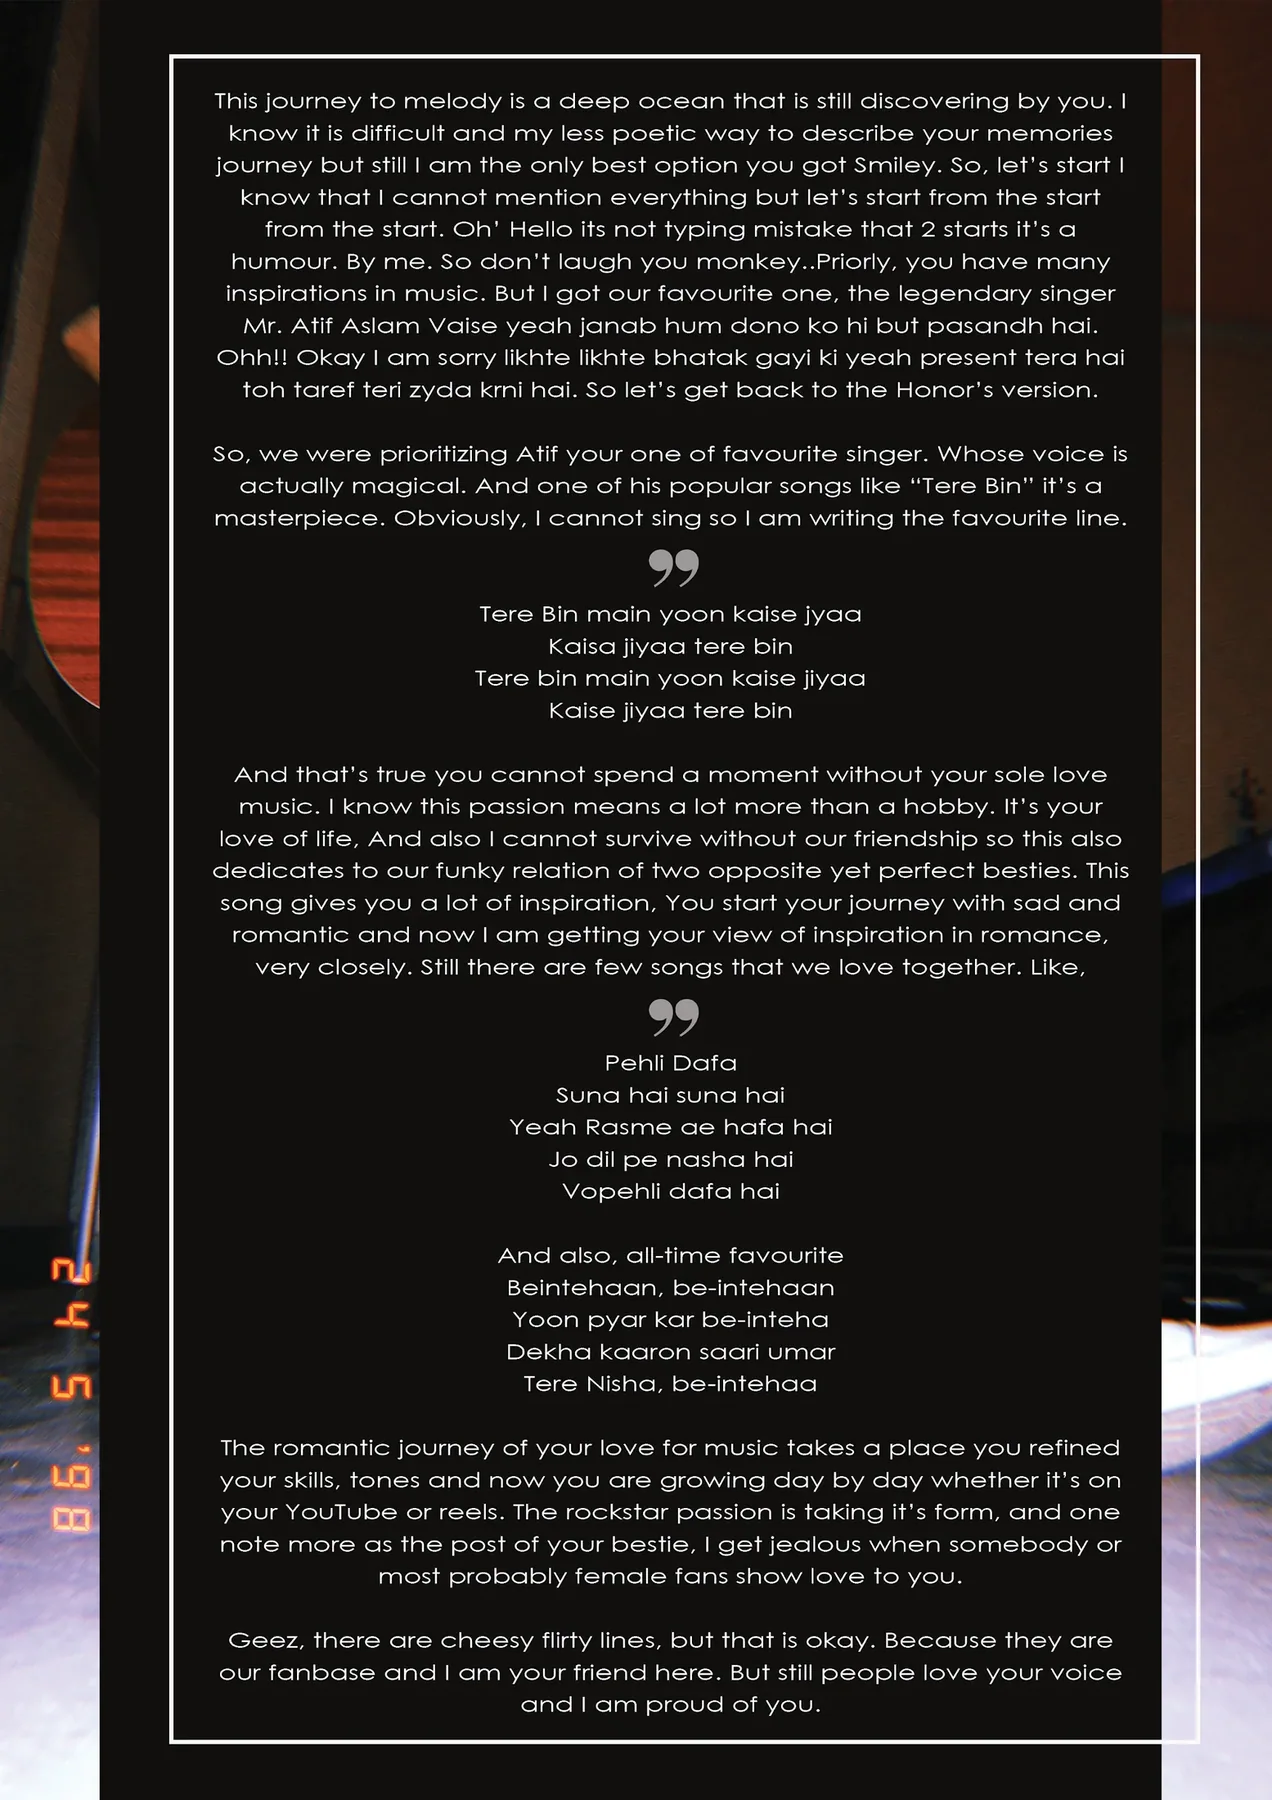 This journey to melody is a deep ocean that is still discovering by you. I
know it is difficult and my less poetic way to describe your memories
journey but still I am the only best option you got Smiley. So, let's start I
know that I cannot mention everything but let's start from the start
from the start. Oh' Hello its not typing mistake that 2 starts it's a
humour. By me. So don't laugh you monkey..Priorly, you have many
inspirations in music. But I got our favourite one, the legendary singer
Mr. Atif Aslam Vaise yeah janab hum dono ko hi but pasandh hai.
Ohh!! Okay I am sorry likhte likhte bhatak gayi ki yeah present tera hai
toh taref teri zyda krni hai. So let's get back to the Honor's version.
So, we were prioritizing Atif your one of favourite singer. Whose voice is
actually magical. And one of his popular songs like “Tere Bin” it's a
masterpiece. Obviously, I cannot sing so I am writing the favourite line.
”
Tere Bin main yoon kaise jyaa
Kaisa jiyaa tere bin
Tere bin main yoon kaise jiyaa
Kaise jiyaa tere bin
And that's true you cannot spend a moment without your sole love
music. I know this passion means a lot more than a hobby. It's your
love of life, And also I cannot survive without our friendship so this also
dedicates to our funky relation of two opposite yet perfect besties. This
song gives you a lot of inspiration, You start your journey with sad and
romantic and now I am getting your view of inspiration in romance,
very closely. Still there are few songs that we love together. Like,
”
Pehli Dafa
Suna hai suna hai
Yeah Rasme ae hafa hai
Jo dil pe nasha hai
Vopehli dafa hai
And also, all-time favourite
Beintehaan, be-intehaan
Yoon pyar kar be-inteha
Dekha kaaron saari umar
Tere Nisha, be-intehaa
The romantic journey of your love for music takes a place you refined
your skills, tones and now you are growing day by day whether it's on
your YouTube or reels. The rockstar passion is taking it's form, and one
note more as the post of your bestie, I get jealous when somebody or
most probably female fans show love to you.
Geez, there are cheesy flirty lines, but that is okay. Because they are
our fanbase and I am your friend here. But still people love your voice
and I am proud of you.
24 5 '98